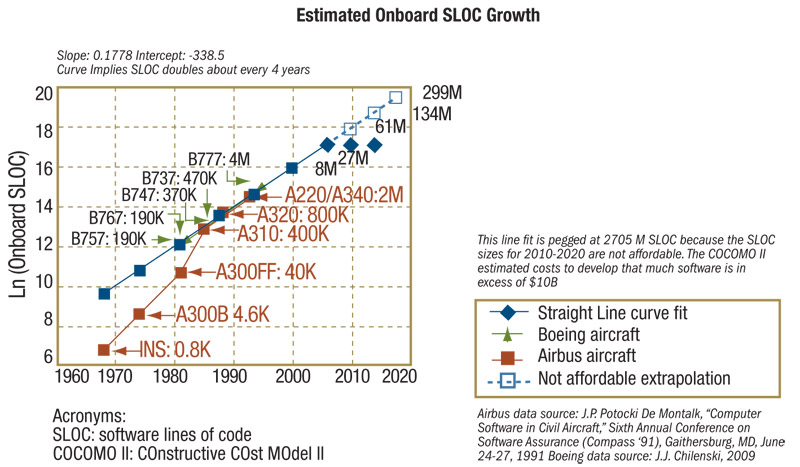 Estimated Onboard SLOC Growth
Slope: 0.1778 Intercept: -338.5
Curve Implies SLOC doubles about every 4 years
Ln (Onboard SLOC)
20
18
16
14
12
10
8
6
1960 1970 1980 1990 2000 2010 2020
299M
134M
61M
27M
8M
B777: 4M
B737: 470K
B747: 370K
B767: 190K
B757: 190K
A220/A340:2M
A320: 800K
A310: 400K
A300FF: 40K
A300B 4.6K
INS: 0.8K
This line fit is pegged at 2705 M SLOC because the SLOC
sizes for 2010-2020 are not affordable. The COCOMO II
estimated costs to develop that much software is in
excess of $10B
Straight Line curve fit
Boeing aircraft
Airbus aircraft
Not affordable extrapolation
Acronyms:
SLOC: software lines of code
COCOMO II: COnstructive COst MOdel II
Airbus data source: J.P. Potocki De Montalk, "Computer
Software in Civil Aircraft," Sixth Annual Conference on
Software Assurance (Compass '91), Gaithersburg, MD, June
24-27, 1991 Boeing data source: J.J. Chilenski, 2009